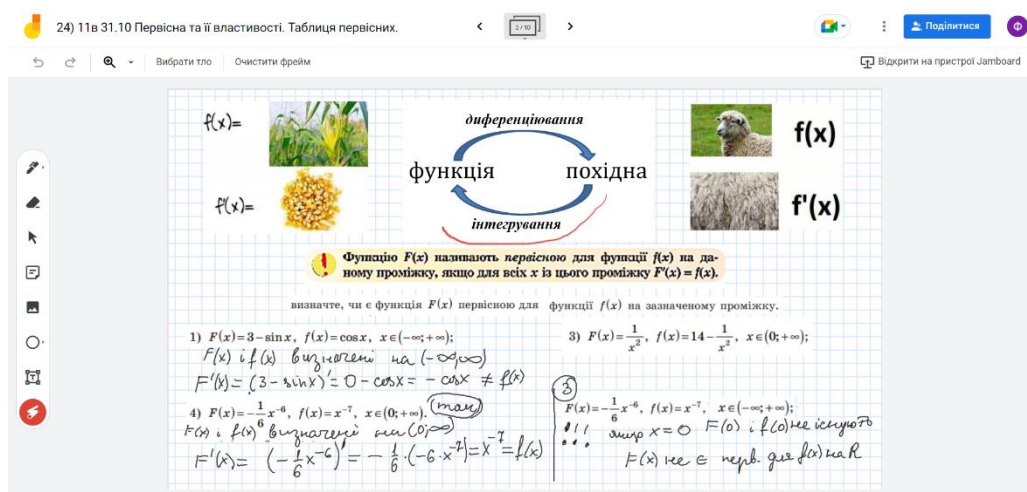 24) 11в 31.10 Первісна та її властивості. Таблиця первісних.
2/10
Поділитися
Ф
Вибрати тло
Очистити фрейм
Відкрити на пристрої Jamboard
f(x)=
диференціювання
f(x)
функція
похідна
f(x)=
інтегрування
f'(x)
Функцію F(x) називають первісною для функції f(x) на да-
ному проміжку, якщо для всіх x із цього проміжку F'(x) = f(x).
визначте, чи є функція F(x) первісною для функції f(x) на зазначеному проміжку.
1) F(x)=3−sin x, f(x)=cos x, x∈(−∞;+∞);
F(x) і f(x) визначені на (-∞;∞)
F'(x)= (3 - sinx)'= 0 - cosx = - cosx ≠ f(x)
4) F(x)=−1/6 x⁻⁶, f(x)=x⁻⁷, x∈(0;+∞).
(так)
F(x) і f(x) визначені на (0;∞)
F'(x)= (-1/6 x⁻⁶)' = - 1/6 · (-6·x⁻⁷)= x⁻⁷=f(x)
3) F(x)=1/x², f(x)=14−1/x², x∈(0;+∞);
3
F(x)=−1/6 x⁻⁶, f(x)=x⁻⁷, x∈(−∞;+∞);
!!! якщо x=0 F(0) і f(0) не існують
F(x) не є перв. для f(x) на R